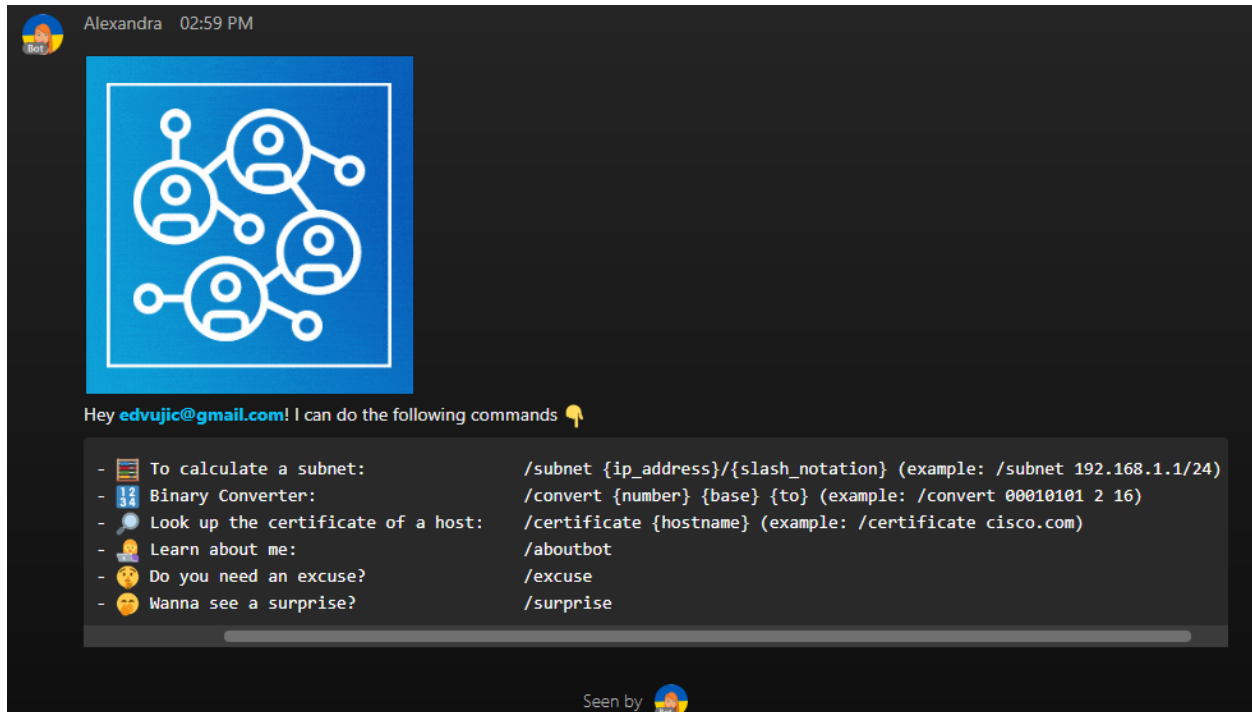 Alexandra 02:59 PM
Bot
Hey edvujic@gmail.com! I can do the following commands 👇
- 🧮 To calculate a subnet: /subnet {ip_address}/{slash_notation} (example: /subnet 192.168.1.1/24)
- 🔢 Binary Converter: /convert {number} {base} {to} (example: /convert 00010101 2 16)
- 🔎 Look up the certificate of a host: /certificate {hostname} (example: /certificate cisco.com)
- 👩‍💻 Learn about me: /aboutbot
- 🤫 Do you need an excuse? /excuse
- 🤭 Wanna see a surprise? /surprise
Seen by
Bot